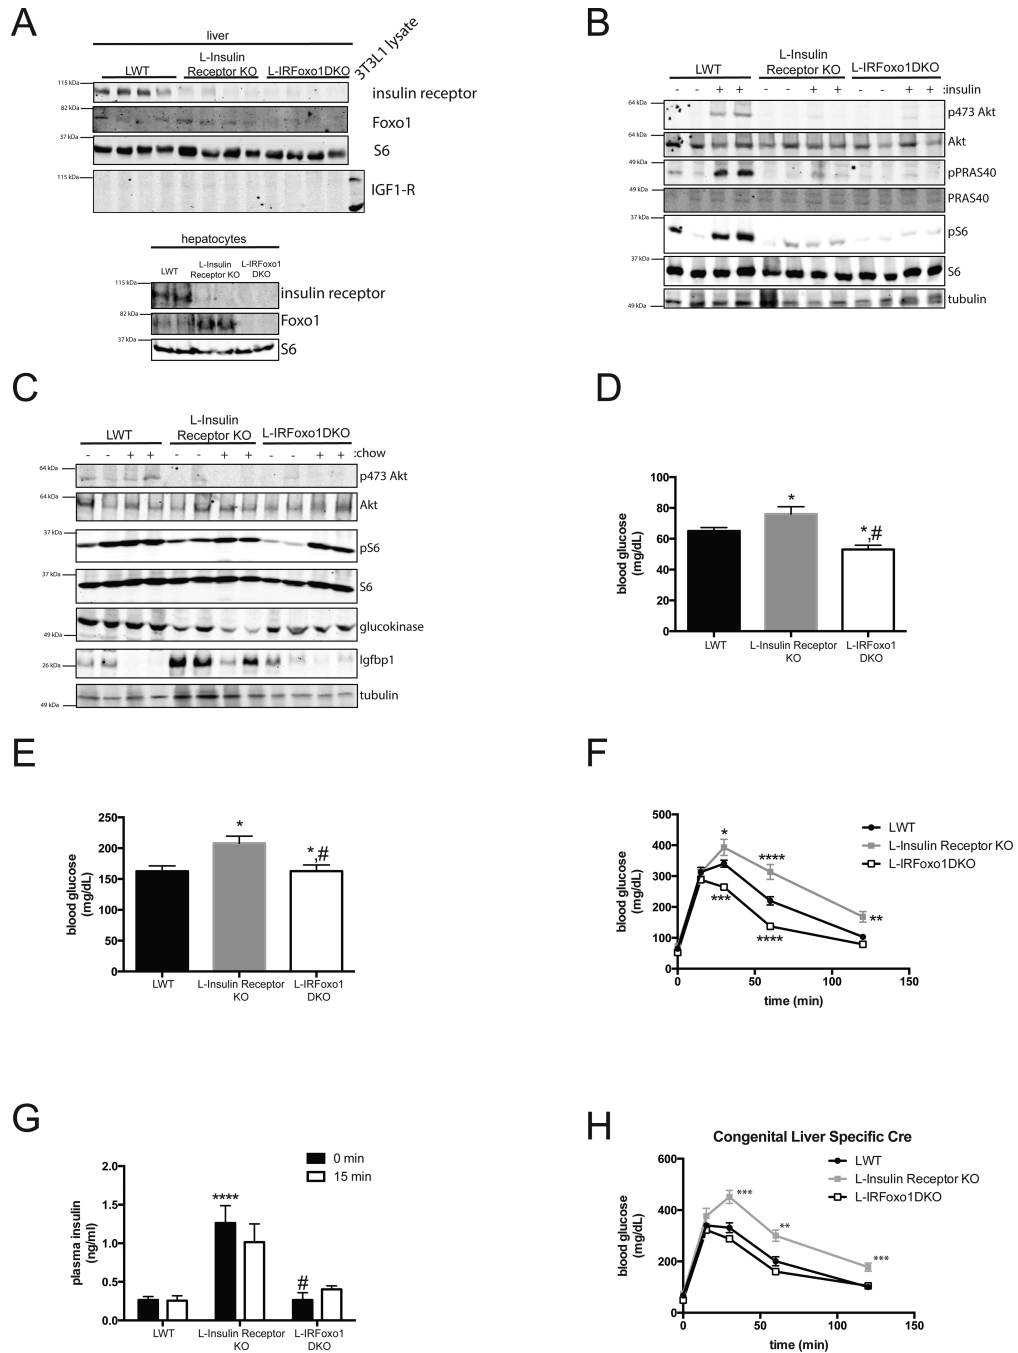 A
liver
L-Insulin
LWT Receptor KO L-IRFoxo1DKO 3T3L1 lysate
115 kDa insulin receptor
82 kDa Foxo1
37 kDa S6
115 kDa IGF1-R
hepatocytes
LWT L-Insulin Receptor KO L-IRFoxo1 DKO
115 kDa insulin receptor
82 kDa Foxo1
37 kDa S6
B
L-Insulin
LWT Receptor KO L-IRFoxo1DKO
- - + + - - + + - - + + :insulin
64 kDa p473 Akt
64 kDa Akt
49 kDa pPRAS40
49 kDa PRAS40
37 kDa pS6
37 kDa S6
49 kDa tubulin
C
L-Insulin
LWT Receptor KO L-IRFoxo1DKO
- - + + - - + + - - + + :chow
64 kDa p473 Akt
64 kDa Akt
37 kDa pS6
37 kDa S6
49 kDa glucokinase
26 kDa Igfbp1
49 kDa tubulin
D
blood glucose
(mg/dL)
100
80
60
40
20
0
*
*,#
LWT L-Insulin Receptor KO L-IRFoxo1 DKO
E
blood glucose
(mg/dL)
250
200
150
100
50
0
*
*,#
LWT L-Insulin Receptor KO L-IRFoxo1 DKO
F
blood glucose
(mg/dL)
500
400
300
200
100
0
*
****
**
***
****
LWT
L-Insulin Receptor KO
L-IRFoxo1DKO
0 50 100 150
time (min)
G
plasma insulin
(ng/ml)
2.0
1.5
1.0
0.5
0.0
****
#
0 min
15 min
LWT L-Insulin Receptor KO L-IRFoxo1 DKO
H
Congenital Liver Specific Cre
LWT
L-Insulin Receptor KO
L-IRFoxo1DKO
blood glucose
(mg/dL)
600
400
200
0
***
**
***
0 50 100 150
time (min)